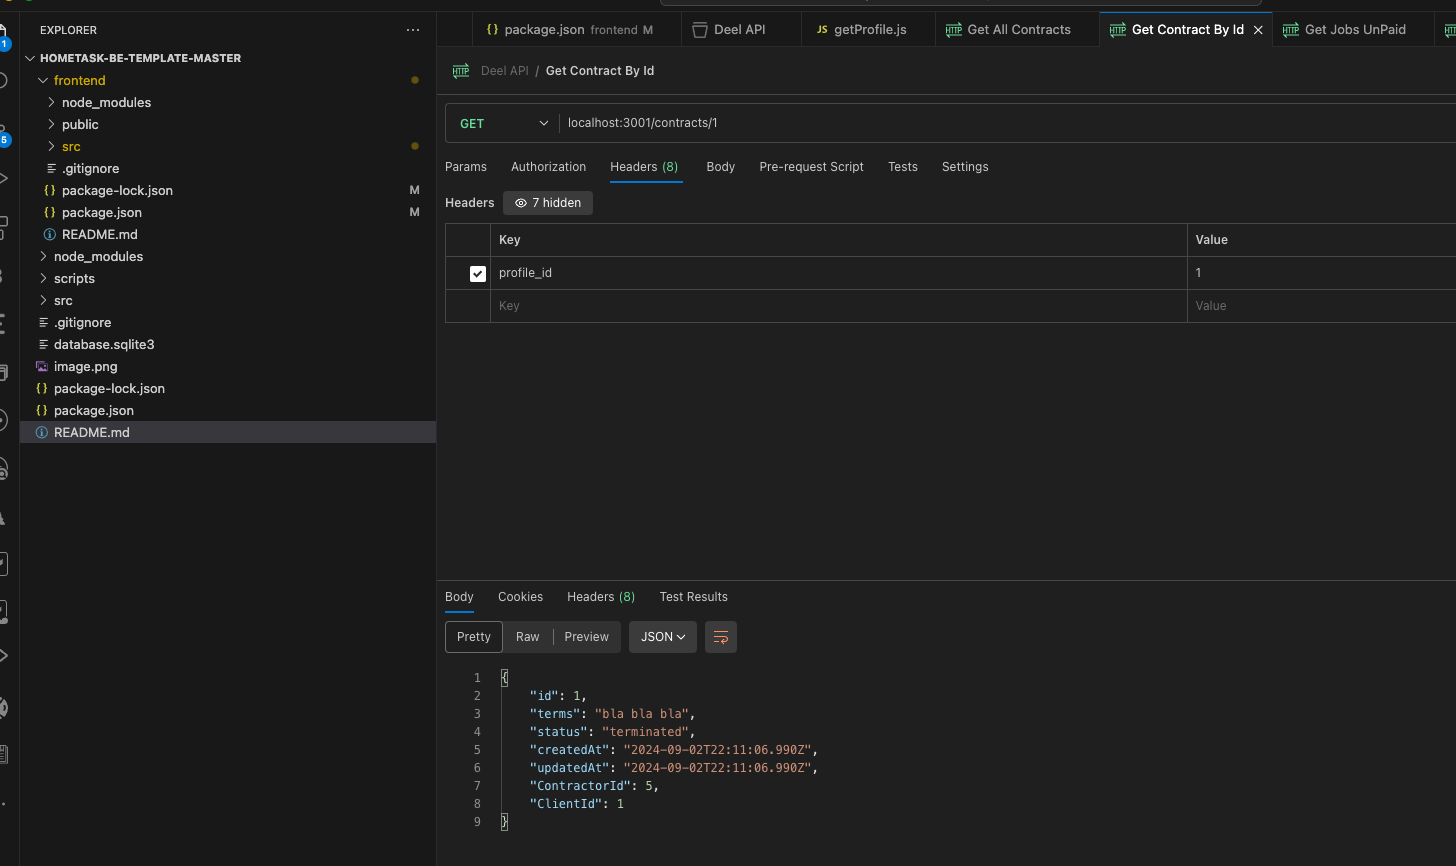 EXPLORER
HOMETASK-BE-TEMPLATE-MASTER
frontend
node_modules
public
src
.gitignore
package-lock.json M
package.json M
README.md
node_modules
scripts
src
.gitignore
database.sqlite3
image.png
package-lock.json
package.json
README.md
1
5
{} package.json frontend M
Deel API
JS getProfile.js
HTTP Get All Contracts
HTTP Get Contract By Id
HTTP Get Jobs UnPaid
HTTP Deel API / Get Contract By Id
GET localhost:3001/contracts/1
Params Authorization Headers (8) Body Pre-request Script Tests Settings
Headers 7 hidden
Key Value
profile_id 1
Key Value
Body Cookies Headers (8) Test Results
Pretty Raw Preview JSON
1 {
2 "id": 1,
3 "terms": "bla bla bla",
4 "status": "terminated",
5 "createdAt": "2024-09-02T22:11:06.990Z",
6 "updatedAt": "2024-09-02T22:11:06.990Z",
7 "ContractorId": 5,
8 "ClientId": 1
9 }